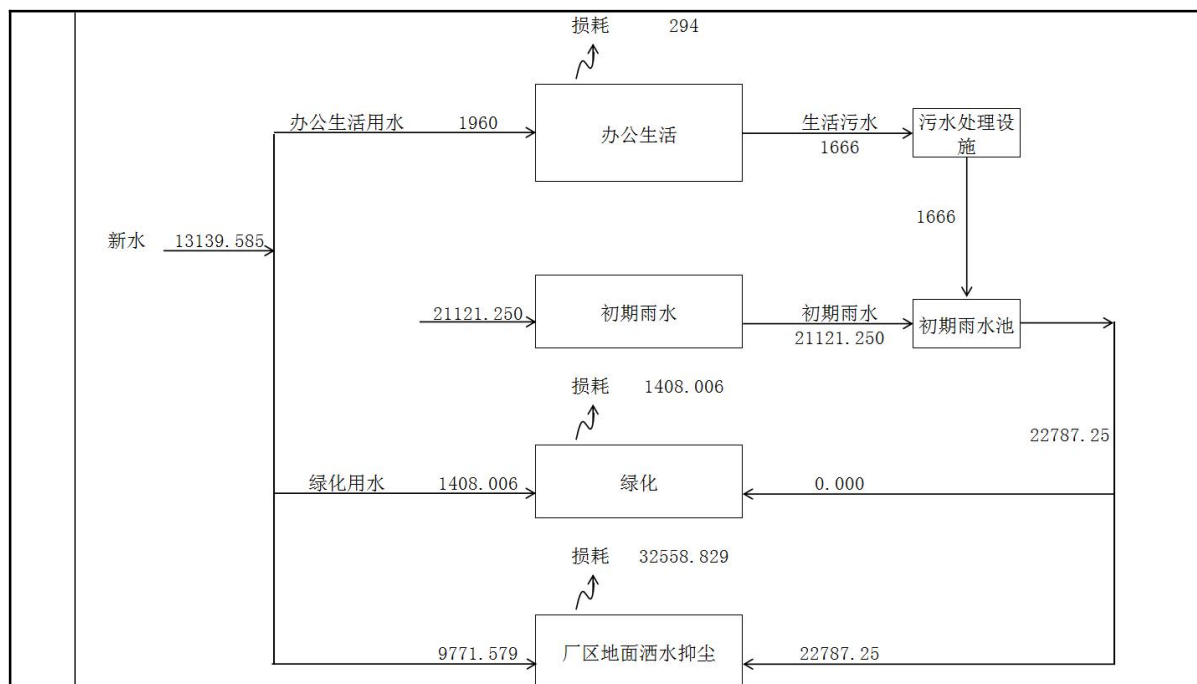 损耗 294
办公生活用水 1960
办公生活
生活污水
1666
污水处理设
施
1666
新水 13139.585
21121.250
初期雨水
初期雨水
21121.250
初期雨水池
损耗 1408.006
22787.25
绿化用水 1408.006
绿化
0.000
损耗 32558.829
9771.579
厂区地面洒水抑尘
22787.25